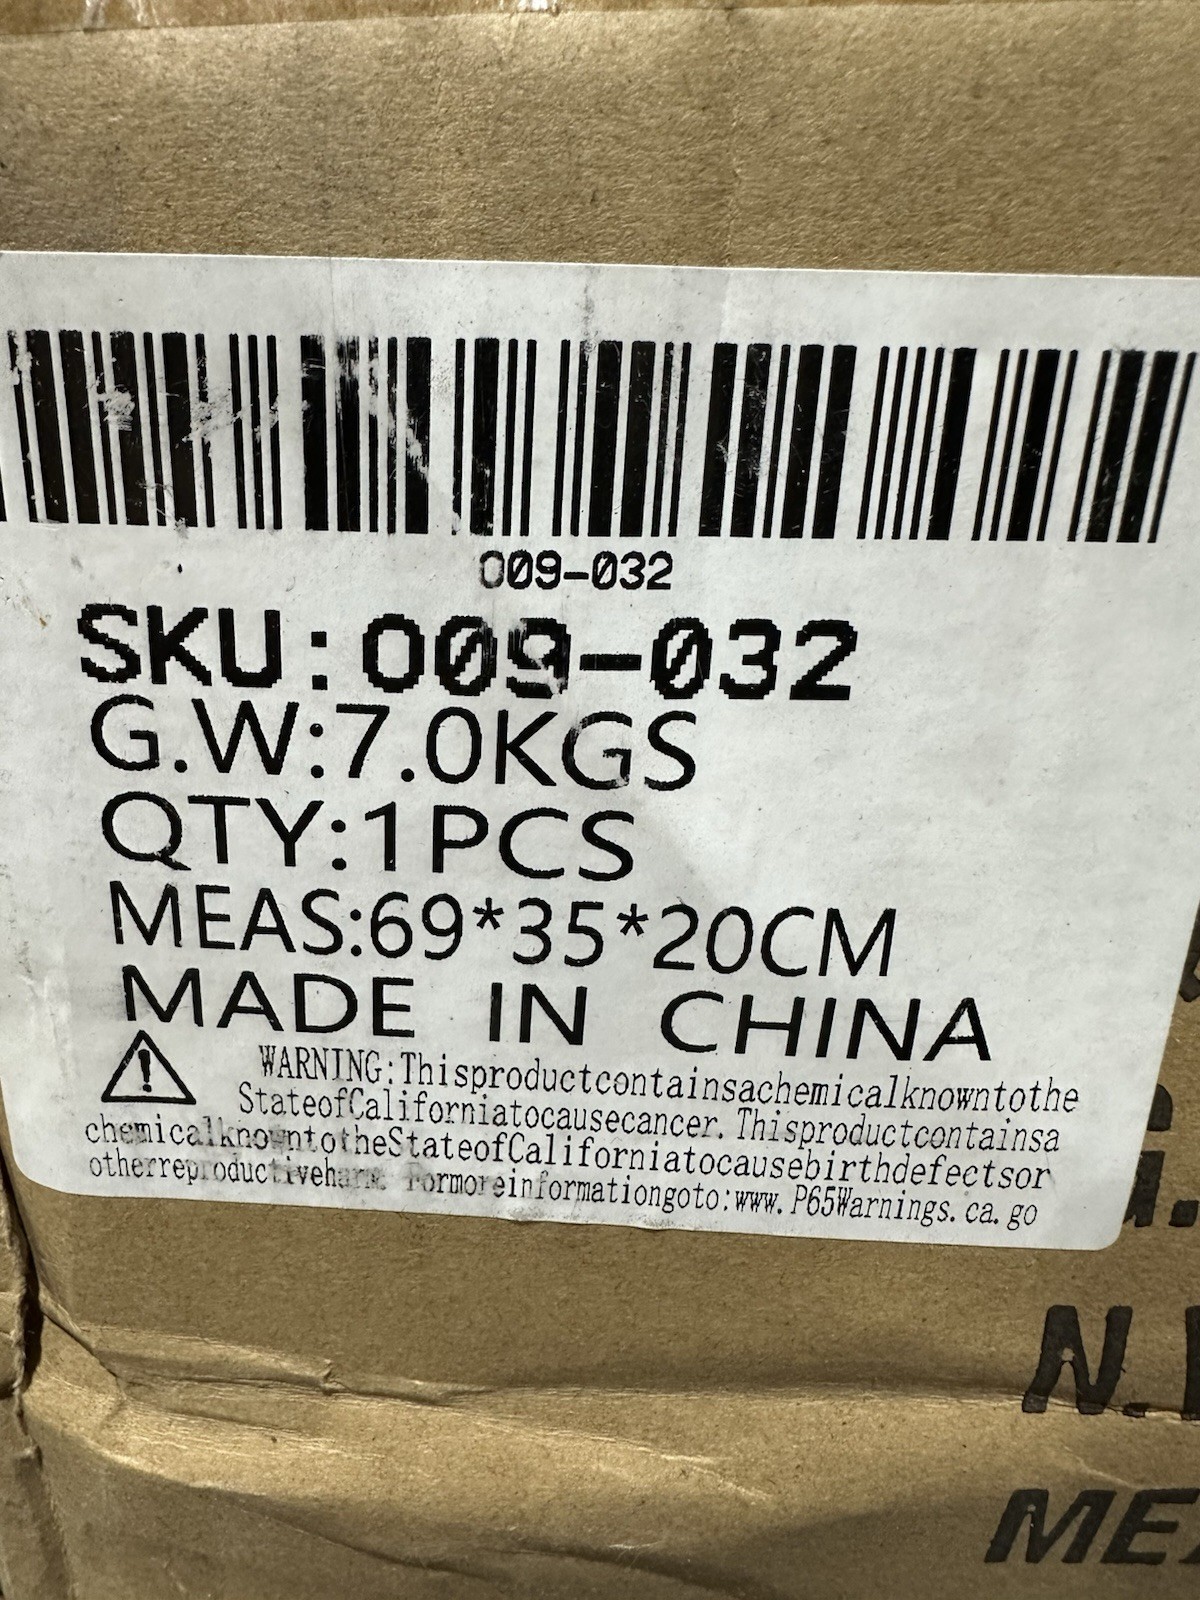 009-032
SKU:009-032
G.W:7.0KGS
QTY:1PCS
MEAS:69*35*20CM
MADE IN CHINA
WARNING:Thisproductcontainsachemicalknowntothe
StateofCaliforniatocausecancer. Thisproductcontainsa
chemicalknowntotheStateofCaliforniatocausebirthdefectsor
otherreproductiveharm. Formoreinformationgoto:www.P65Warnings.ca.go
N.